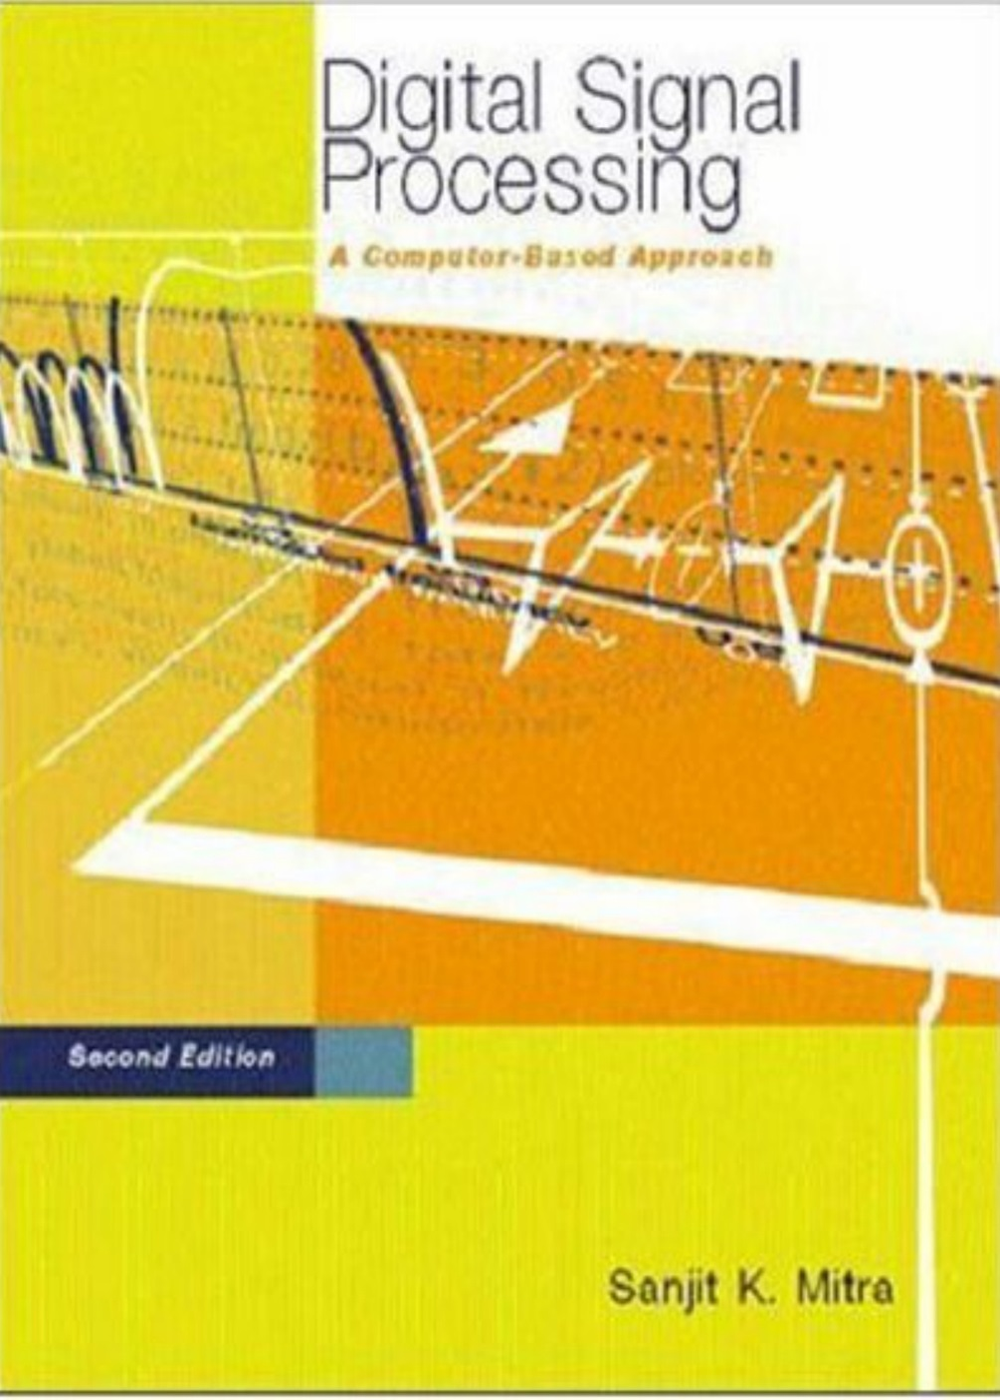 Digital Signal
Processing
A Computer-Based Approach
Second Edition
Sanjit K. Mitra